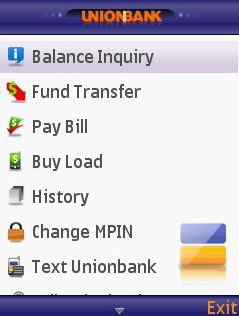 UNIONBANK
Balance Inquiry
Fund Transfer
Pay Bill
Buy Load
History
Change MPIN
Text Unionbank
Exit